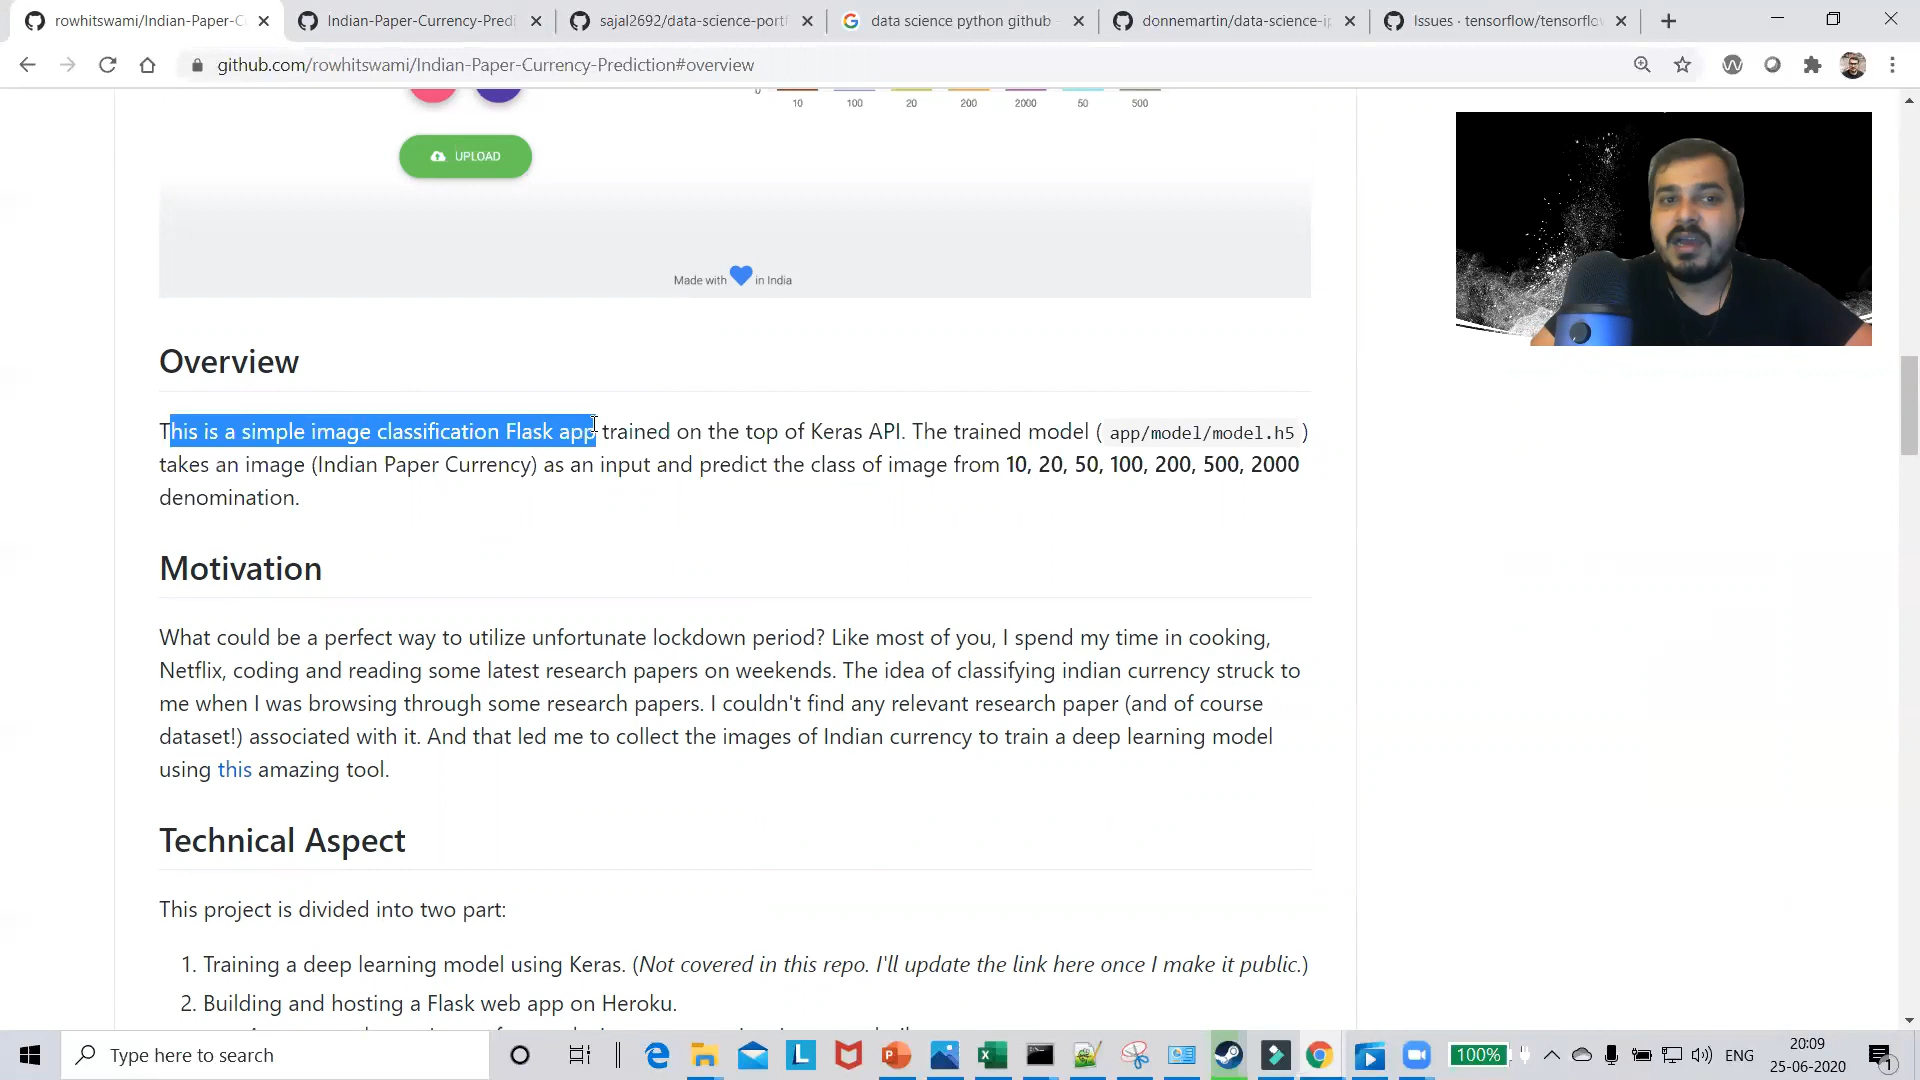 rowhitswami/Indian-Paper-C
Indian-Paper-Currency-Predi
sajal2692/data-science-portf
data science python github
donnemartin/data-science-ip
Issues · tensorflow/tensorflo
github.com/rowhitswami/Indian-Paper-Currency-Prediction#overview
10 100 20 200 2000 50 500
UPLOAD
Made with in India
Overview
This is a simple image classification Flask app trained on the top of Keras API. The trained model ( app/model/model.h5 )
takes an image (Indian Paper Currency) as an input and predict the class of image from 10, 20, 50, 100, 200, 500, 2000
denomination.
Motivation
What could be a perfect way to utilize unfortunate lockdown period? Like most of you, I spend my time in cooking,
Netflix, coding and reading some latest research papers on weekends. The idea of classifying indian currency struck to
me when I was browsing through some research papers. I couldn't find any relevant research paper (and of course
dataset!) associated with it. And that led me to collect the images of Indian currency to train a deep learning model
using this amazing tool.
Technical Aspect
This project is divided into two part:
1. Training a deep learning model using Keras. (Not covered in this repo. I'll update the link here once I make it public.)
2. Building and hosting a Flask web app on Heroku.
Type here to search
100%
ENG
20:09
25-06-2020
1